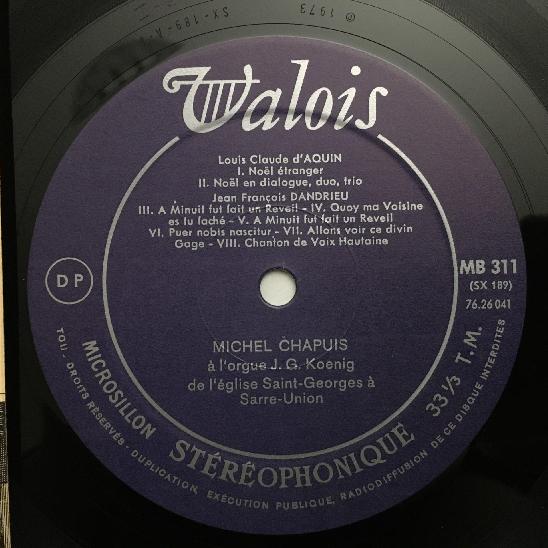 © 1973
SX-189-A
Valois
Louis Claude d'AQUIN
I. Noël étranger
II. Noël en dialogue, duo, trio
Jean François DANDRIEU
III. A Minuit fut fait un Reveil - IV. Quoy ma Voisine
es tu faché - V. A Minuit fut fait un Reveil
VI. Puer nobis nascitur - VII. Allons voir ce divin
Gage - VIII. Chanton de Voix Hautaine
DP
MB 311
(SX 189)
76.26 041
MICHEL CHAPUIS
à l'orgue J. G. Koenig
de l'église Saint-Georges à
Sarre-Union
MICROSILLON STÉRÉOPHONIQUE 33 1/3 T. M.
TOU. DROITS RÉSERVÉS - DUPLICATION, EXÉCUTION PUBLIQUE, RADIODIFFUSION DE CE DISQUE INTERDITES